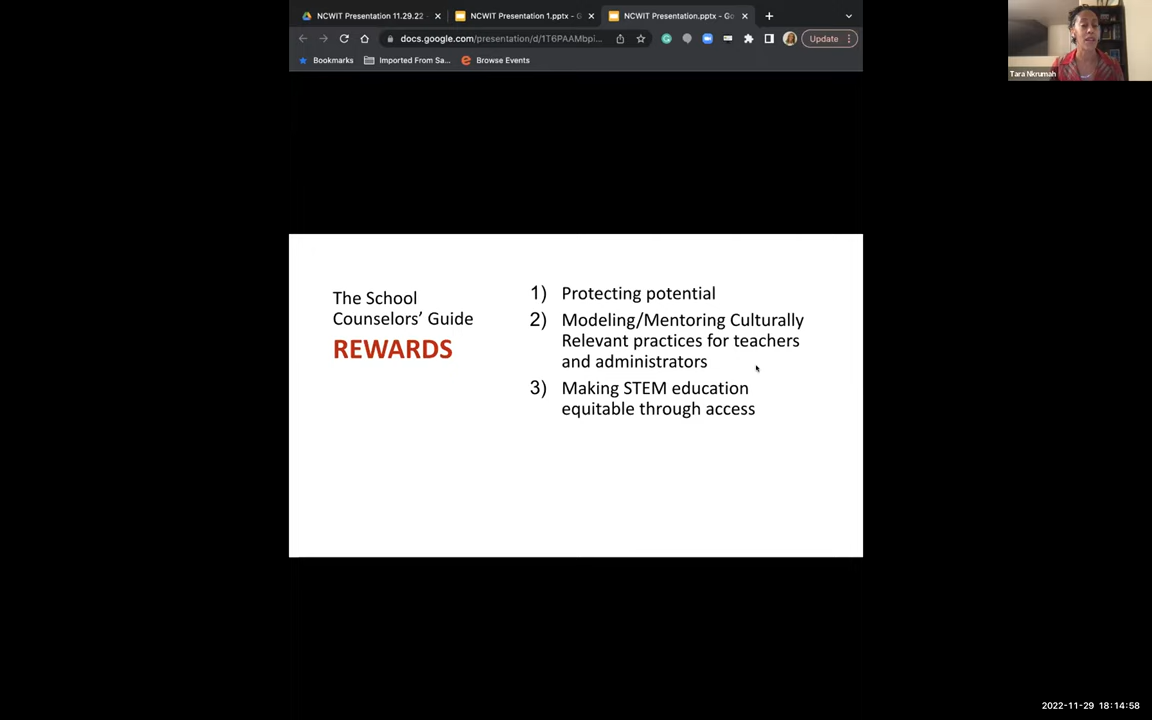 NCWIT Presentation 11.29.22 -
NCWIT Presentation 1.pptx - G
NCWIT Presentation.pptx - Go
docs.google.com/presentation/d/1T6PAAMbpi...
Update
Bookmarks
Imported From Sa...
Browse Events
Tara Nkrumah
The School
Counselors’ Guide
REWARDS
1) Protecting potential
2) Modeling/Mentoring Culturally
Relevant practices for teachers
and administrators
3) Making STEM education
equitable through access
2022-11-29 18:14:58